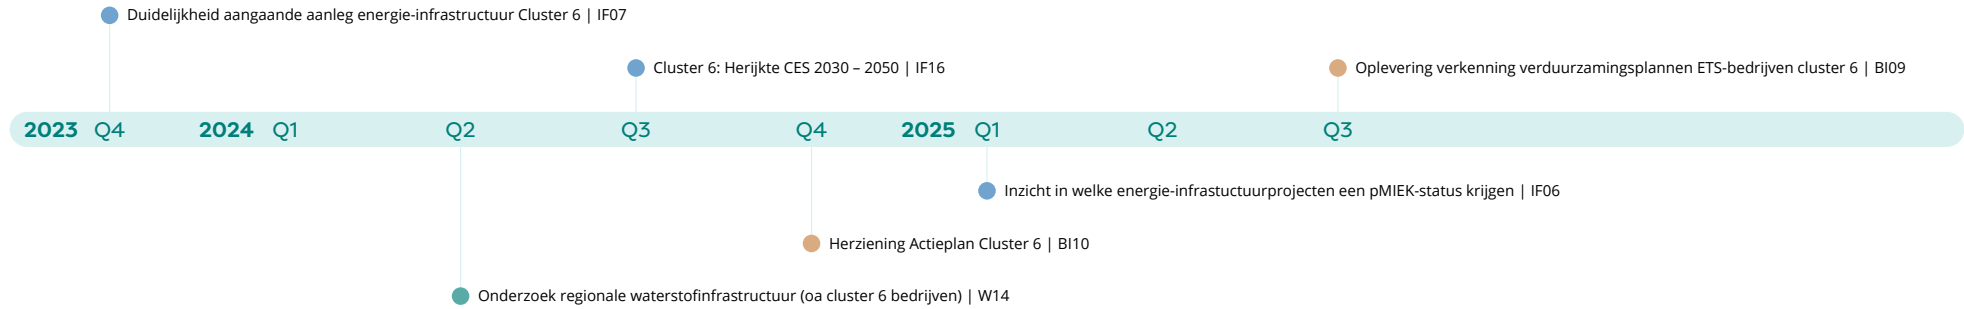 Duidelijkheid aangaande aanleg energie-infrastructuur Cluster 6 | IF07
Cluster 6: Herijkte CES 2030 – 2050 | IF16
Oplevering verkenning verduurzamingsplannen ETS-bedrijven cluster 6 | BI09
2023 Q4 2024 Q1 Q2 Q3 Q4 2025 Q1 Q2 Q3
Inzicht in welke energie-infrastuctuurprojecten een pMIEK-status krijgen | IF06
Herziening Actieplan Cluster 6 | BI10
Onderzoek regionale waterstofinfrastructuur (oa cluster 6 bedrijven) | W14